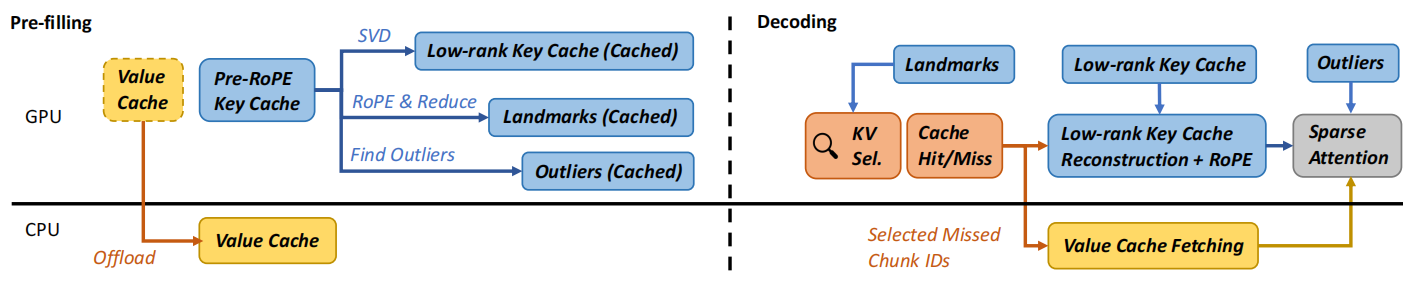 Pre-filling
GPU
Value
Cache
Pre-RoPE
Key Cache
SVD
Low-rank Key Cache (Cached)
RoPE & Reduce
Landmarks (Cached)
Find Outliers
Outliers (Cached)
CPU
Offload
Value Cache
Decoding
Landmarks
Low-rank Key Cache
Outliers
KV
Sel.
Cache
Hit/Miss
Low-rank Key Cache
Reconstruction + RoPE
Sparse
Attention
Selected Missed
Chunk IDs
Value Cache Fetching